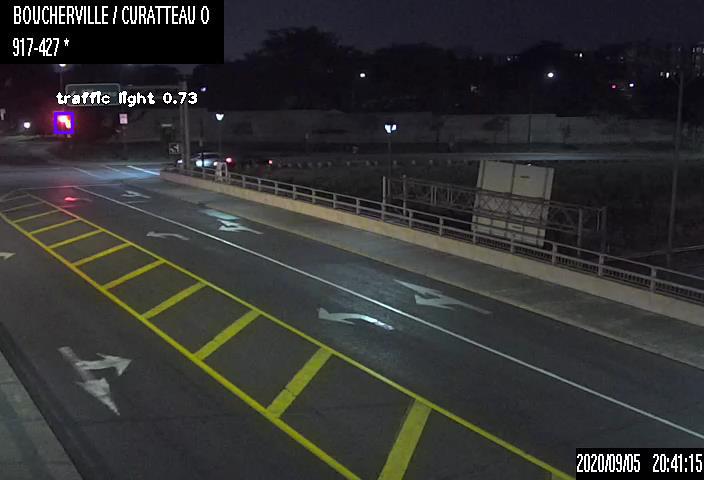 BOUCHERVILLE / CURATTEAU O
917-427 *
traffic light 0.73
2020/09/05 20:41:15